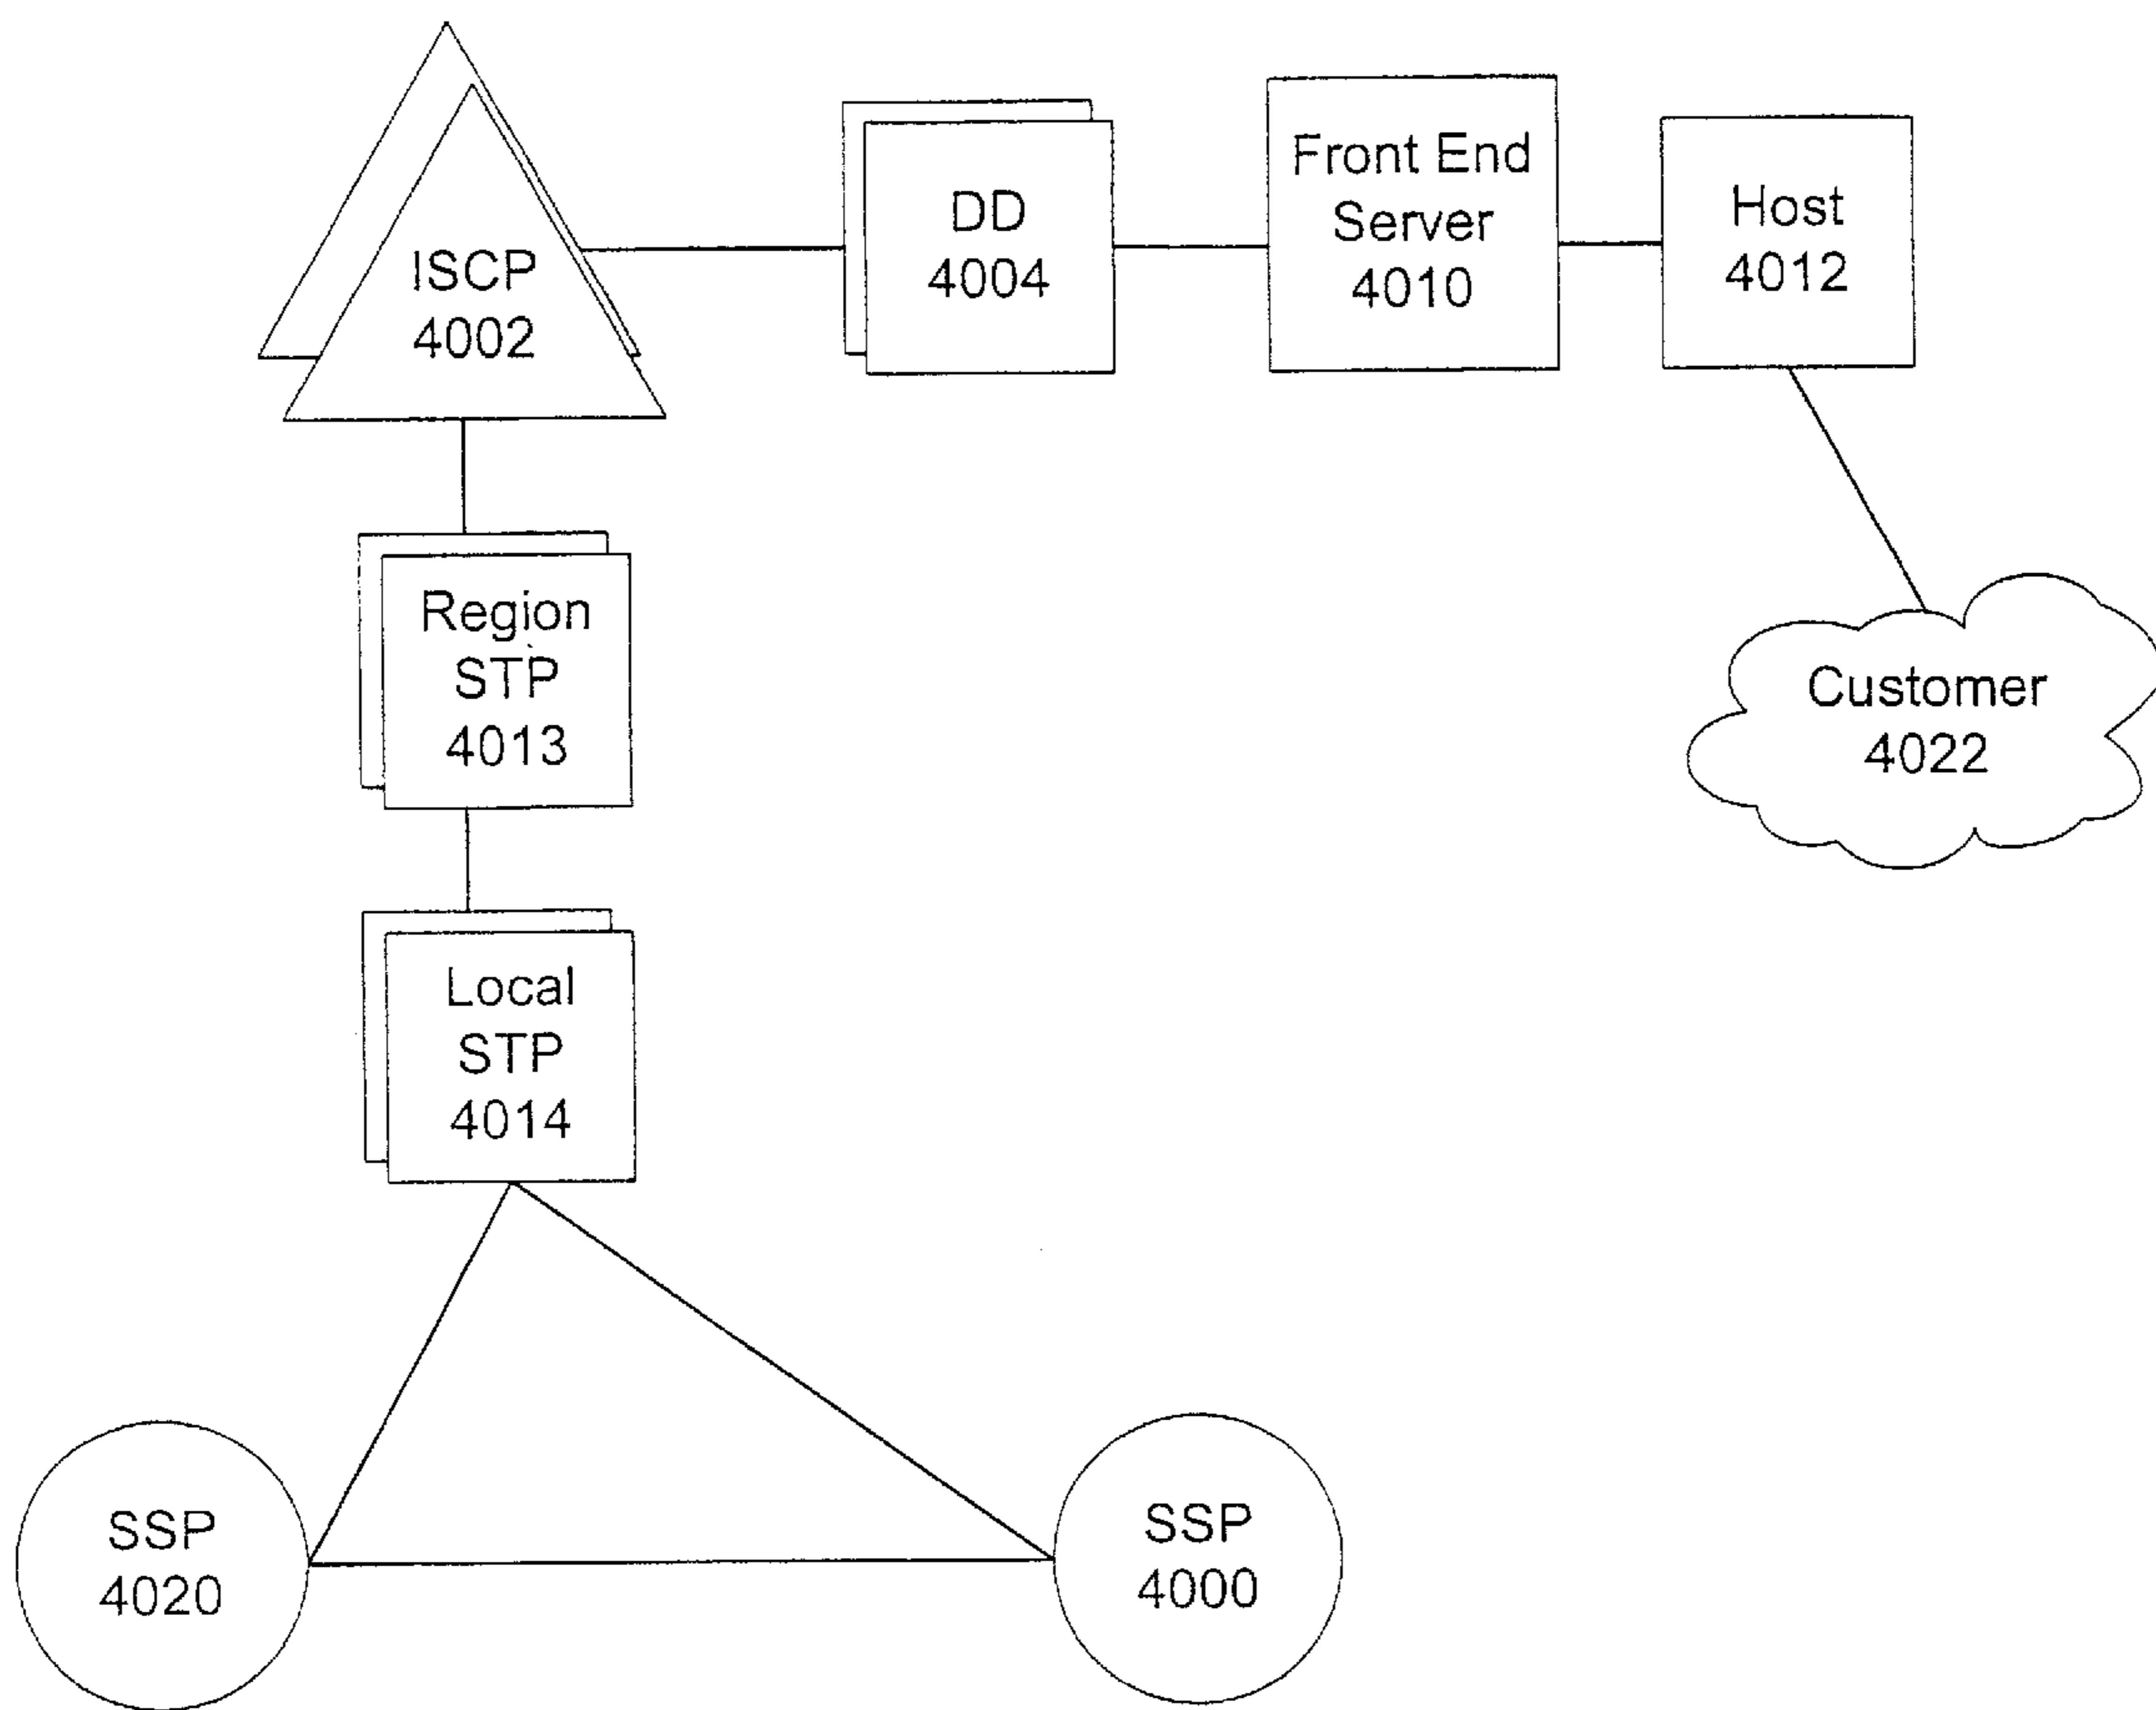 ISCP
4002
DD
4004
Front End
Server
4010
Host
4012
Region
STP
4013
Customer
4022
Local
STP
4014
SSP
4020
SSP
4000